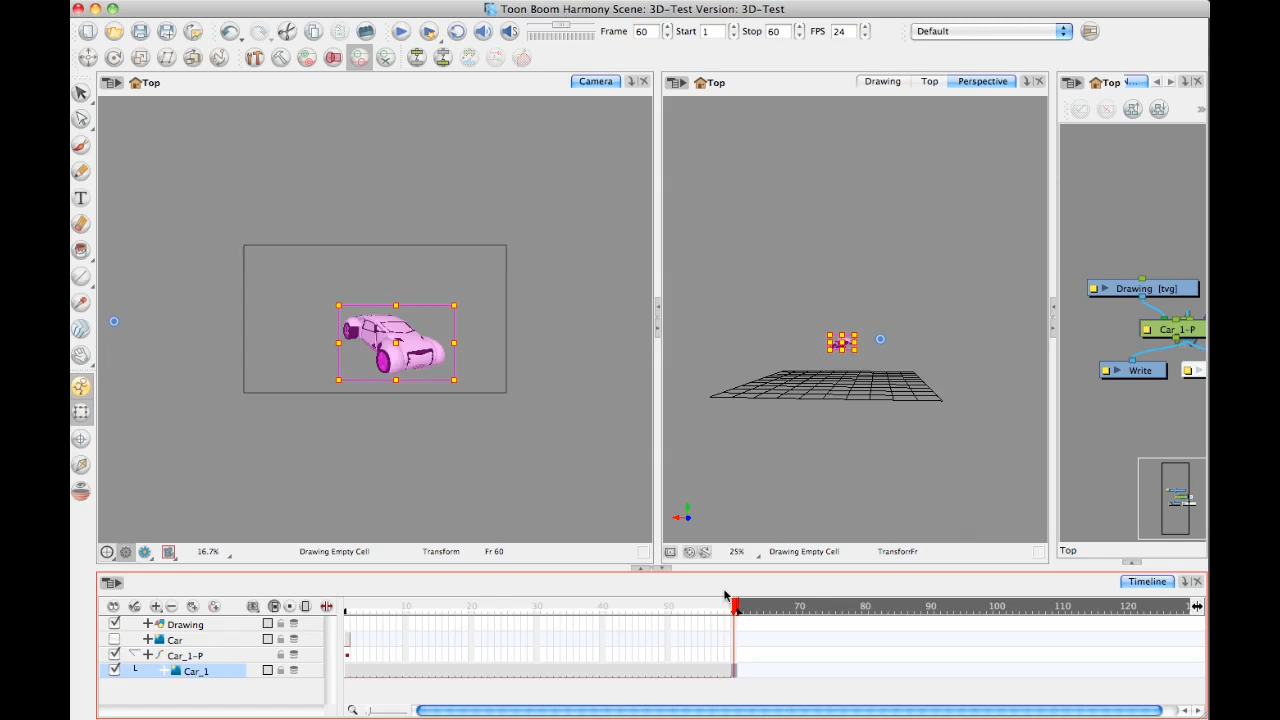 Toon Boom Harmony Scene: 3D-Test Version: 3D-Test
Frame 60 Start 1 Stop 60 FPS 24 Default
Top Camera
Top Drawing Top Perspective
Top
T
Drawing [tvg]
Car_1-P
Write
16.7% Drawing Empty Cell Transform Fr 60
25% Drawing Empty Cell TransformFr
Top
Timeline
10 20 30 40 50 70 80 90 100 110 120
Drawing
Car
Car_1-P
Car_1